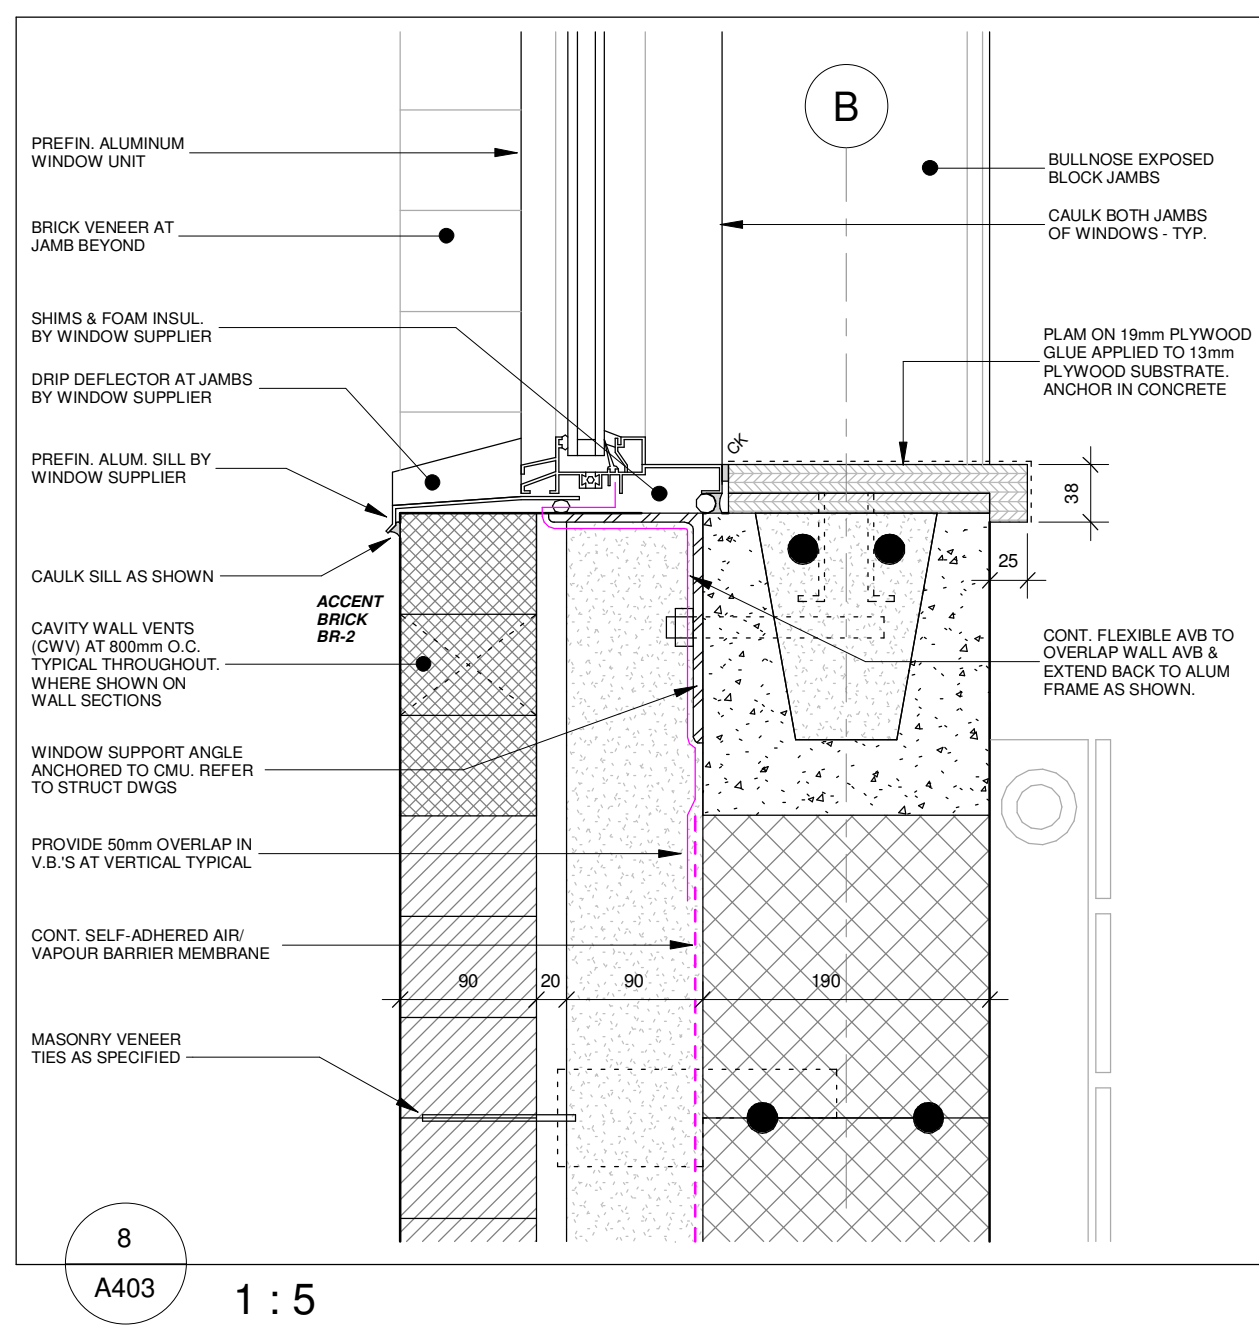 B
PREFIN. ALUMINUM
WINDOW UNIT
BRICK VENEER AT
JAMB BEYOND
SHIMS & FOAM INSUL.
BY WINDOW SUPPLIER
DRIP DEFLECTOR AT JAMBS
BY WINDOW SUPPLIER
PREFIN. ALUM. SILL BY
WINDOW SUPPLIER
CAULK SILL AS SHOWN
ACCENT
BRICK
BR-2
CAVITY WALL VENTS
(CWV) AT 800mm O.C.
TYPICAL THROUGHOUT.
WHERE SHOWN ON
WALL SECTIONS
WINDOW SUPPORT ANGLE
ANCHORED TO CMU. REFER
TO STRUCT DWGS
PROVIDE 50mm OVERLAP IN
V.B.'S AT VERTICAL TYPICAL
CONT. SELF-ADHERED AIR/
VAPOUR BARRIER MEMBRANE
MASONRY VENEER
TIES AS SPECIFIED
BULLNOSE EXPOSED
BLOCK JAMBS
CAULK BOTH JAMBS
OF WINDOWS - TYP.
PLAM ON 19mm PLYWOOD
GLUE APPLIED TO 13mm
PLYWOOD SUBSTRATE.
ANCHOR IN CONCRETE
CK
38
25
CONT. FLEXIBLE AVB TO
OVERLAP WALL AVB &
EXTEND BACK TO ALUM
FRAME AS SHOWN.
90
20
90
190
8
A403
1 : 5